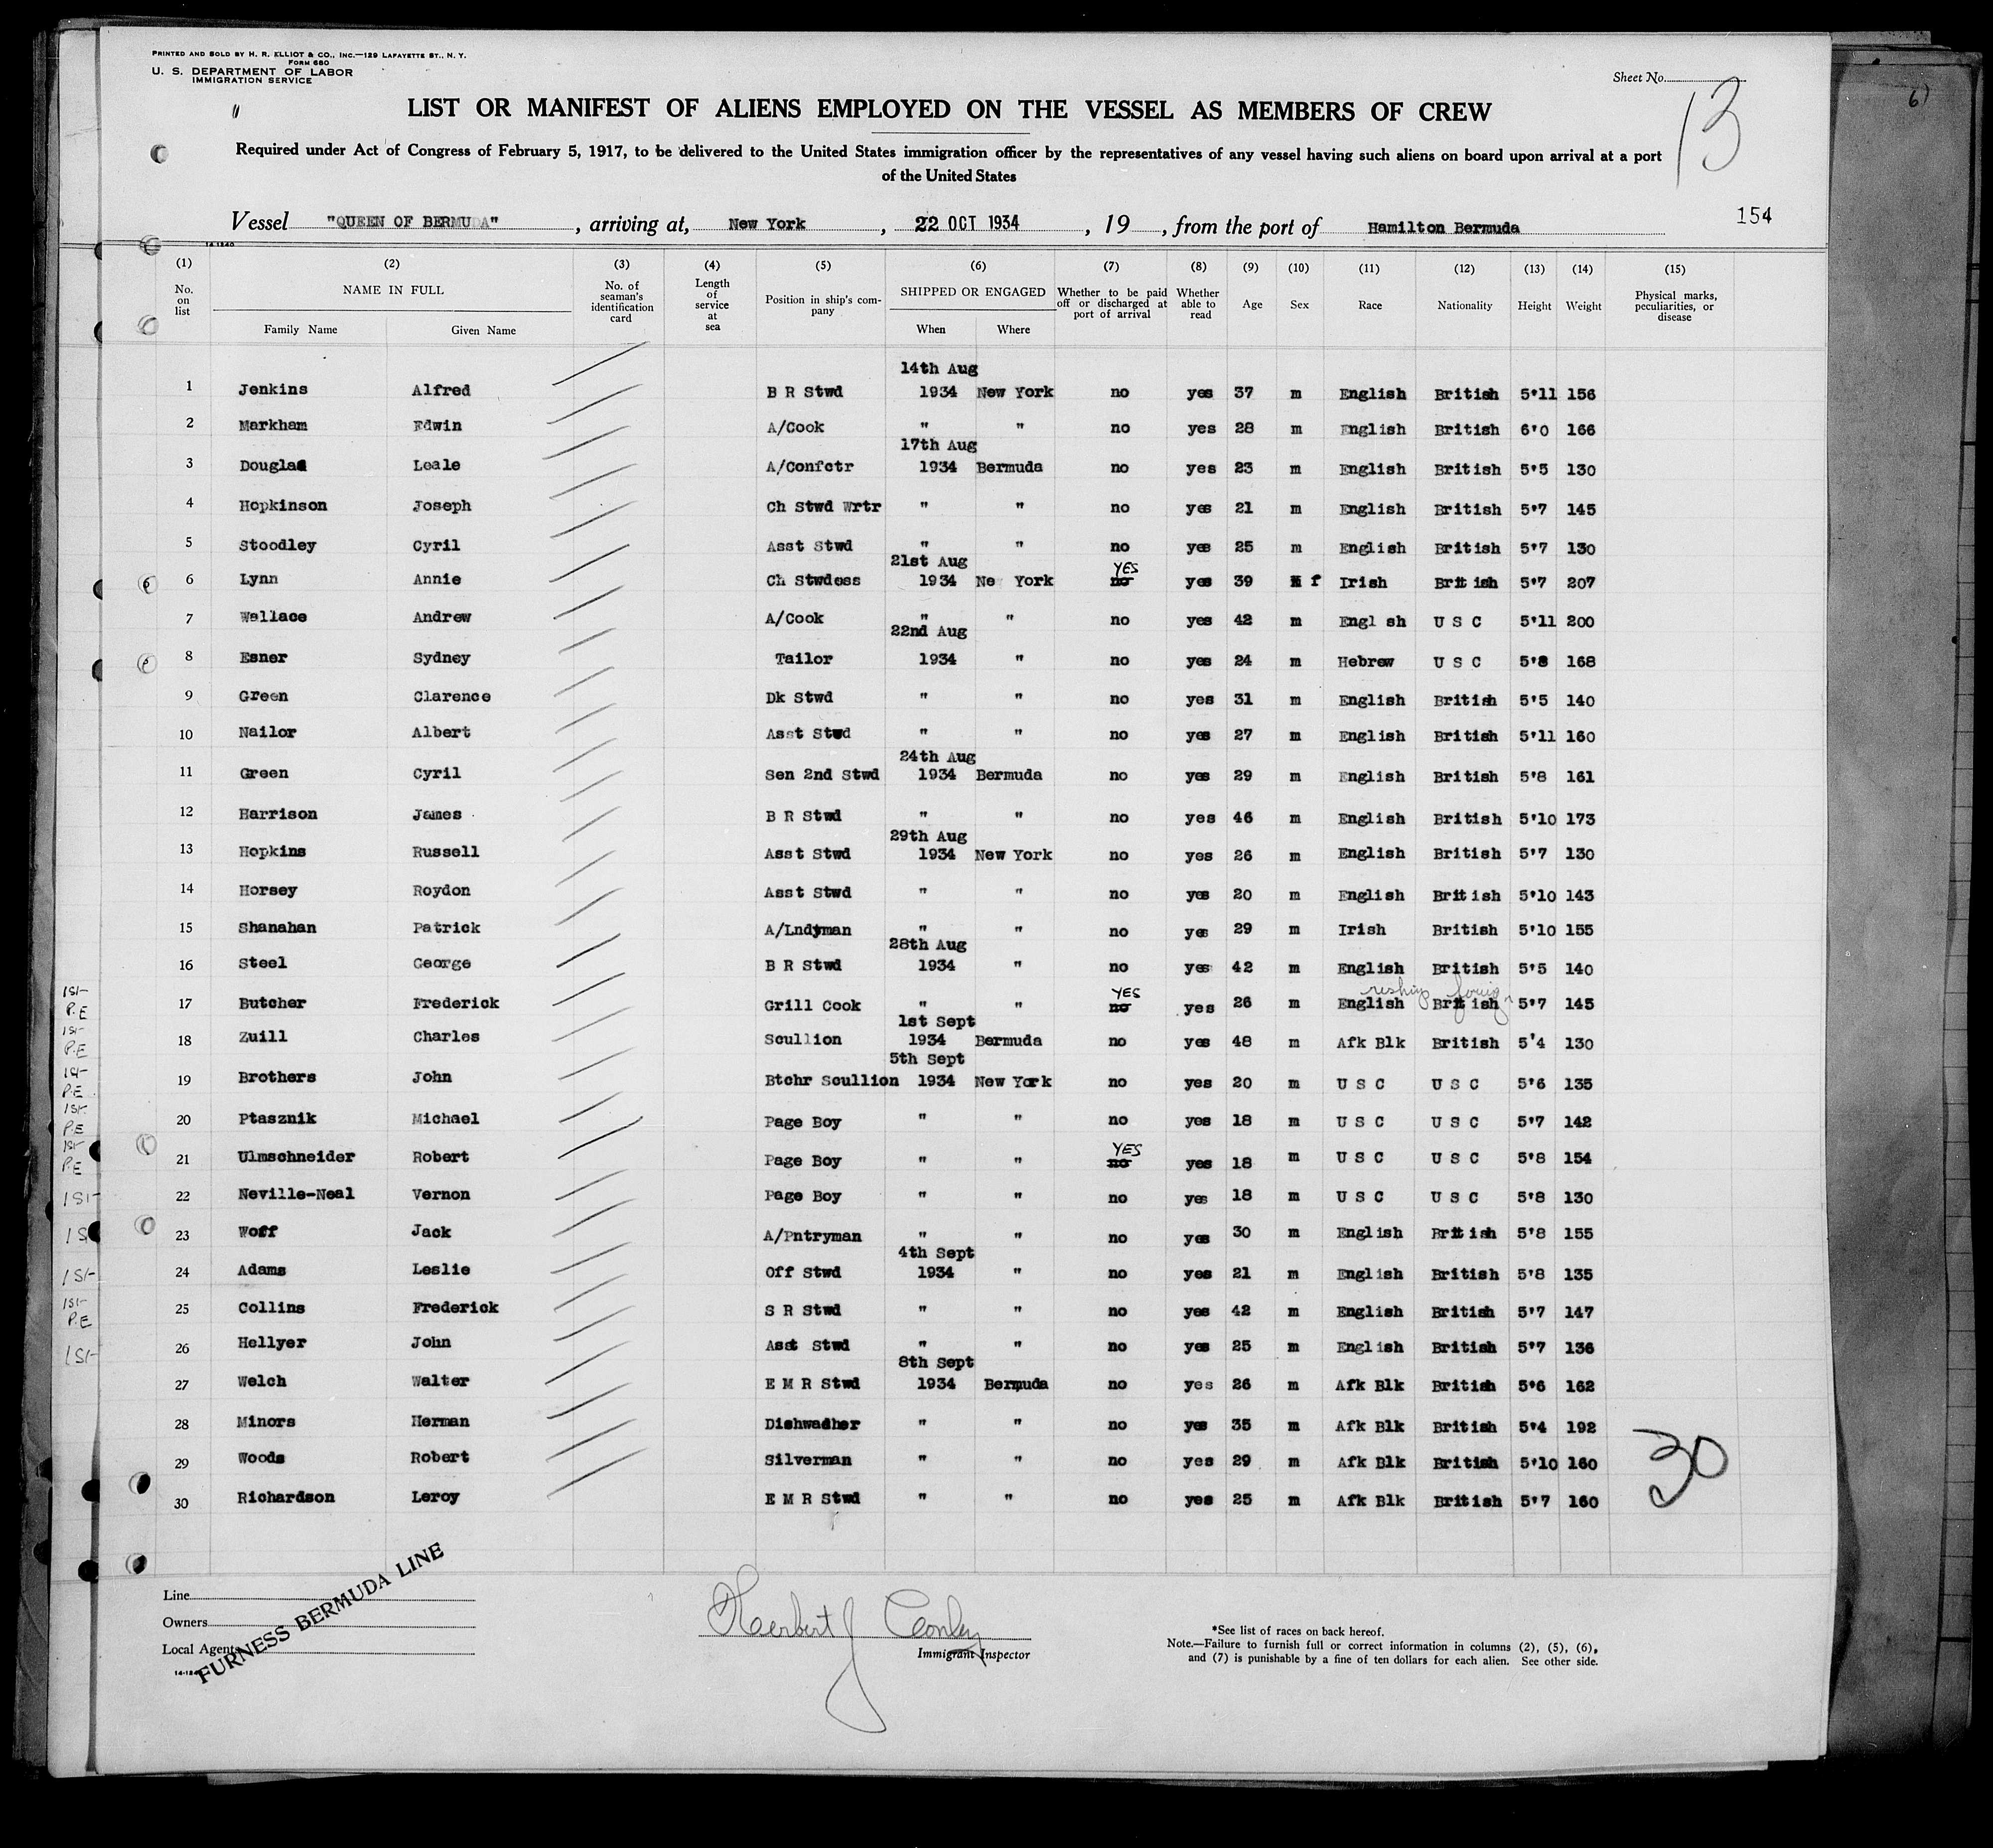 PRINTED AND SOLD BY H. R. ELLIOT & CO., INC.—129 LAFAYETTE ST., N. Y.
FORM 680
U. S. DEPARTMENT OF LABOR
IMMIGRATION SERVICE
Sheet No.
13
6)
LIST OR MANIFEST OF ALIENS EMPLOYED ON THE VESSEL AS MEMBERS OF CREW
Required under Act of Congress of February 5, 1917, to be delivered to the United States immigration officer by the representatives of any vessel having such aliens on board upon arrival at a port
of the United States
Vessel "QUEEN OF BERMUDA", arriving at, New York, 22 OCT 1934, 19, from the port of Hamilton Bermuda
154
14-1240
(1) (2) (3) (4) (5) (6) (7) (8) (9) (10) (11) (12) (13) (14) (15)
No. on list NAME IN FULL Family Name Given Name No. of seaman's identification card Length of service at sea Position in ship's company SHIPPED OR ENGAGED When Where Whether to be paid off or discharged at port of arrival Whether able to read Age Sex Race Nationality Height Weight Physical marks, peculiarities, or disease
14th Aug
1 Jenkins Alfred B R Stwd 1934 New York no yes 37 m English British 5'11 156
2 Markham Edwin A/Cook " " no yes 28 m English British 6'0 166
17th Aug
3 Douglad Leale A/Confctr 1934 Bermuda no yes 23 m English British 5'5 130
4 Hopkinson Joseph Ch Stwd Wrtr " " no yes 21 m English British 5'7 145
5 Stoodley Cyril Asst Stwd " " no yes 25 m English British 5'7 130
21st Aug YES
6 Lynn Annie Ch Stwdess 1934 Ne York no yes 39 f Irish British 5'7 207
7 Wallace Andrew A/Cook " " no yes 42 m Engl sh U S C 5'11 200
22nd Aug
8 Esner Sydney Tailor 1934 " no yes 24 m Hebrew U S C 5'8 168
9 Green Clarence Dk Stwd " " no yes 31 m English British 5'5 140
10 Nailor Albert Asst Stwd " " no yes 27 m English British 5'11 160
24th Aug
11 Green Cyril Sen 2nd Stwd 1934 Bermuda no yes 29 m English British 5'8 161
12 Harrison James B R Stwd " " no yes 46 m English British 5'10 173
29th Aug
13 Hopkins Russell Asst Stwd 1934 New York no yes 26 m English British 5'7 130
14 Horsey Roydon Asst Stwd " " no yes 20 m English British 5'10 143
15 Shanahan Patrick A/Lndyman " " no yes 29 m Irish British 5'10 155
28th Aug
16 Steel George B R Stwd 1934 " no yes 42 m English British 5'5 140
1St- P.E YES
17 Butcher Frederick Grill Cook " " no yes 26 m English British 5'7 145
1st Sept
1St- P.E 18 Zuill Charles Scullion 1934 Bermuda no yes 48 m Afk Blk British 5'4 130
5th Sept
1St- P.E 19 Brothers John Btchr Scullion 1934 New York no yes 20 m U S C U S C 5'6 135
1St- P.E 20 Ptasznik Michael Page Boy " " no yes 18 m U S C U S C 5'7 142
YES
1St- P.E 21 Ulmschneider Robert Page Boy " " no yes 18 m U S C U S C 5'8 154
1St- 22 Neville-Neal Vernon Page Boy " " no yes 18 m U S C U S C 5'8 130
1S 23 Woff Jack A/Pntryman " " no yes 30 m English British 5'8 155
4th Sept
1St- 24 Adams Leslie Off Stwd 1934 " no yes 21 m English British 5'8 135
1St- P.E 25 Collins Frederick S R Stwd " " no yes 42 m English British 5'7 147
1St- 26 Hellyer John Asst Stwd " " no yes 25 m English British 5'7 136
8th Sept
27 Welch Walter E M R Stwd 1934 Bermuda no yes 26 m Afk Blk British 5'6 162
28 Minors Herman Dishwadher " " no yes 35 m Afk Blk British 5'4 192
29 Woods Robert Silverman " " no yes 29 m Afk Blk British 5'10 160
30 Richardson Leroy E M R Stwd " " no yes 25 m Afk Blk British 5'7 160
30
Line
Owners
Local Agents
FURNESS BERMUDA LINE
Herbert J Conley
Immigrant Inspector
*See list of races on back hereof.
Note.—Failure to furnish full or correct information in columns (2), (5), (6),
and (7) is punishable by a fine of ten dollars for each alien. See other side.